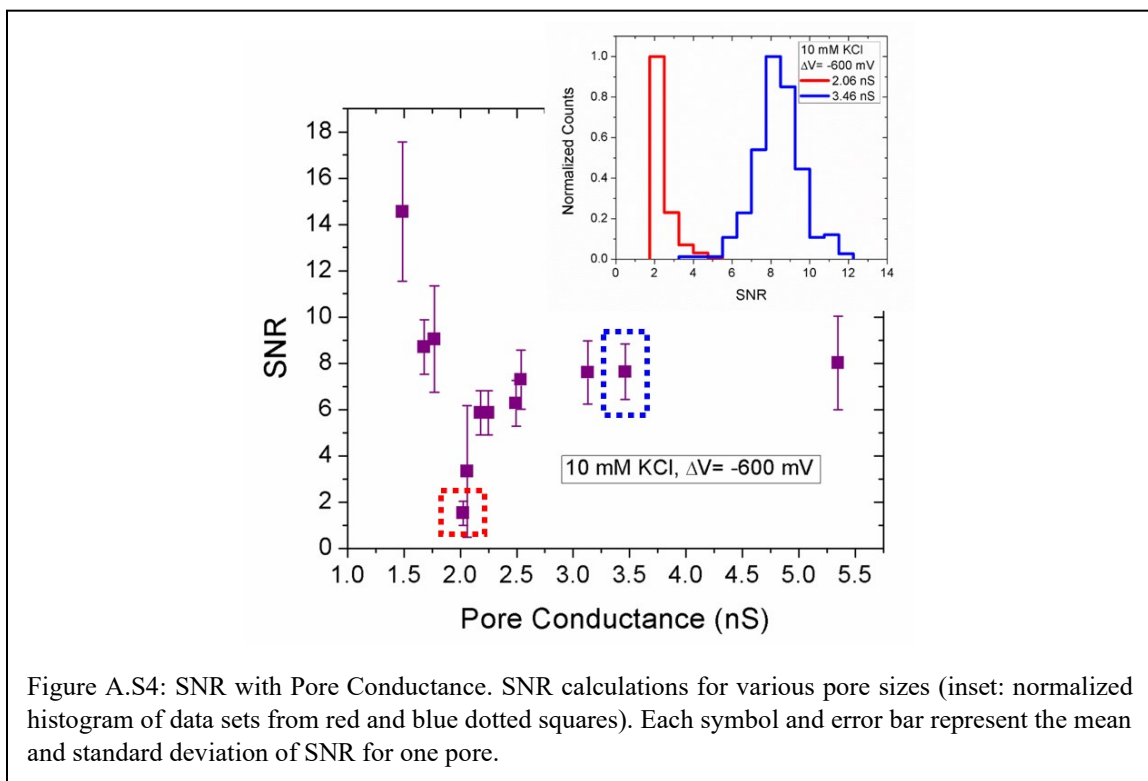 10 mM KCl
ΔV= -600 mV
2.06 nS
3.46 nS
Normalized Counts
1.0
0.8
0.6
0.4
0.2
0.0
0 2 4 6 8 10 12 14
SNR
SNR
18
16
14
12
10
8
6
4
2
0
10 mM KCl, ΔV= -600 mV
1.0 1.5 2.0 2.5 3.0 3.5 4.0 4.5 5.0 5.5
Pore Conductance (nS)
Figure A.S4: SNR with Pore Conductance. SNR calculations for various pore sizes (inset: normalized
histogram of data sets from red and blue dotted squares). Each symbol and error bar represent the mean
and standard deviation of SNR for one pore.